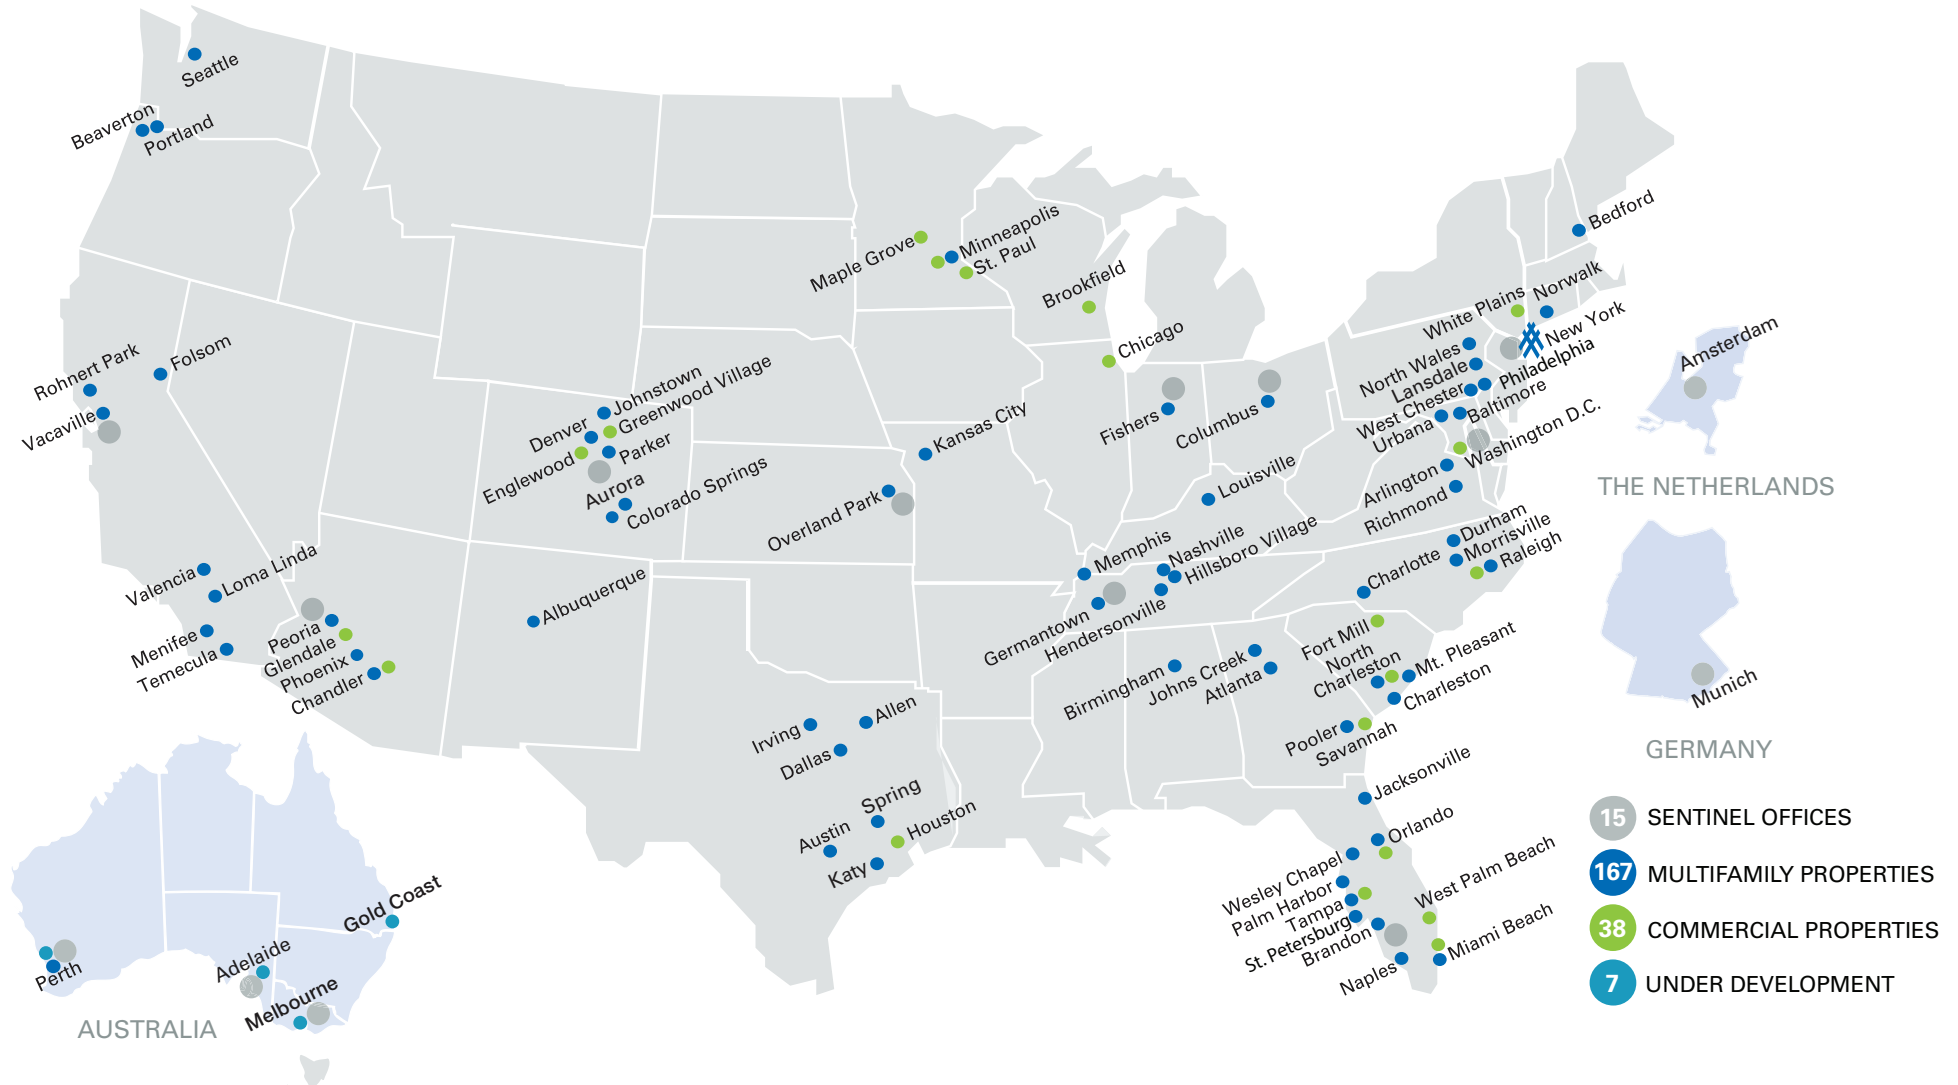 Seattle
Beaverton
Portland
Bedford
Maple Grove
Minneapolis
St. Paul
Brookfield
Chicago
White Plains
Norwalk
New York
North Wales
Lansdale
Philadelphia
West Chester
Baltimore
Urbana
Washington D.C.
Arlington
Richmond
Rohnert Park
Folsom
Vacaville
Johnstown
Greenwood Village
Denver
Parker
Englewood
Aurora
Colorado Springs
Kansas City
Overland Park
Fishers
Columbus
Louisville
Amsterdam
THE NETHERLANDS
Valencia
Loma Linda
Menifee
Temecula
Peoria
Glendale
Phoenix
Chandler
Albuquerque
Memphis
Nashville
Hillsboro Village
Germantown
Hendersonville
Durham
Morrisville
Raleigh
Charlotte
Fort Mill
North
Charleston
Mt. Pleasant
Charleston
Birmingham
Johns Creek
Atlanta
Pooler
Savannah
Munich
GERMANY
Irving
Allen
Dallas
Spring
Austin
Houston
Katy
Jacksonville
Orlando
Wesley Chapel
Palm Harbor
Tampa
St. Petersburg
Brandon
Naples
West Palm Beach
Miami Beach
Gold Coast
Perth
Adelaide
Melbourne
AUSTRALIA
15 SENTINEL OFFICES
167 MULTIFAMILY PROPERTIES
38 COMMERCIAL PROPERTIES
7 UNDER DEVELOPMENT